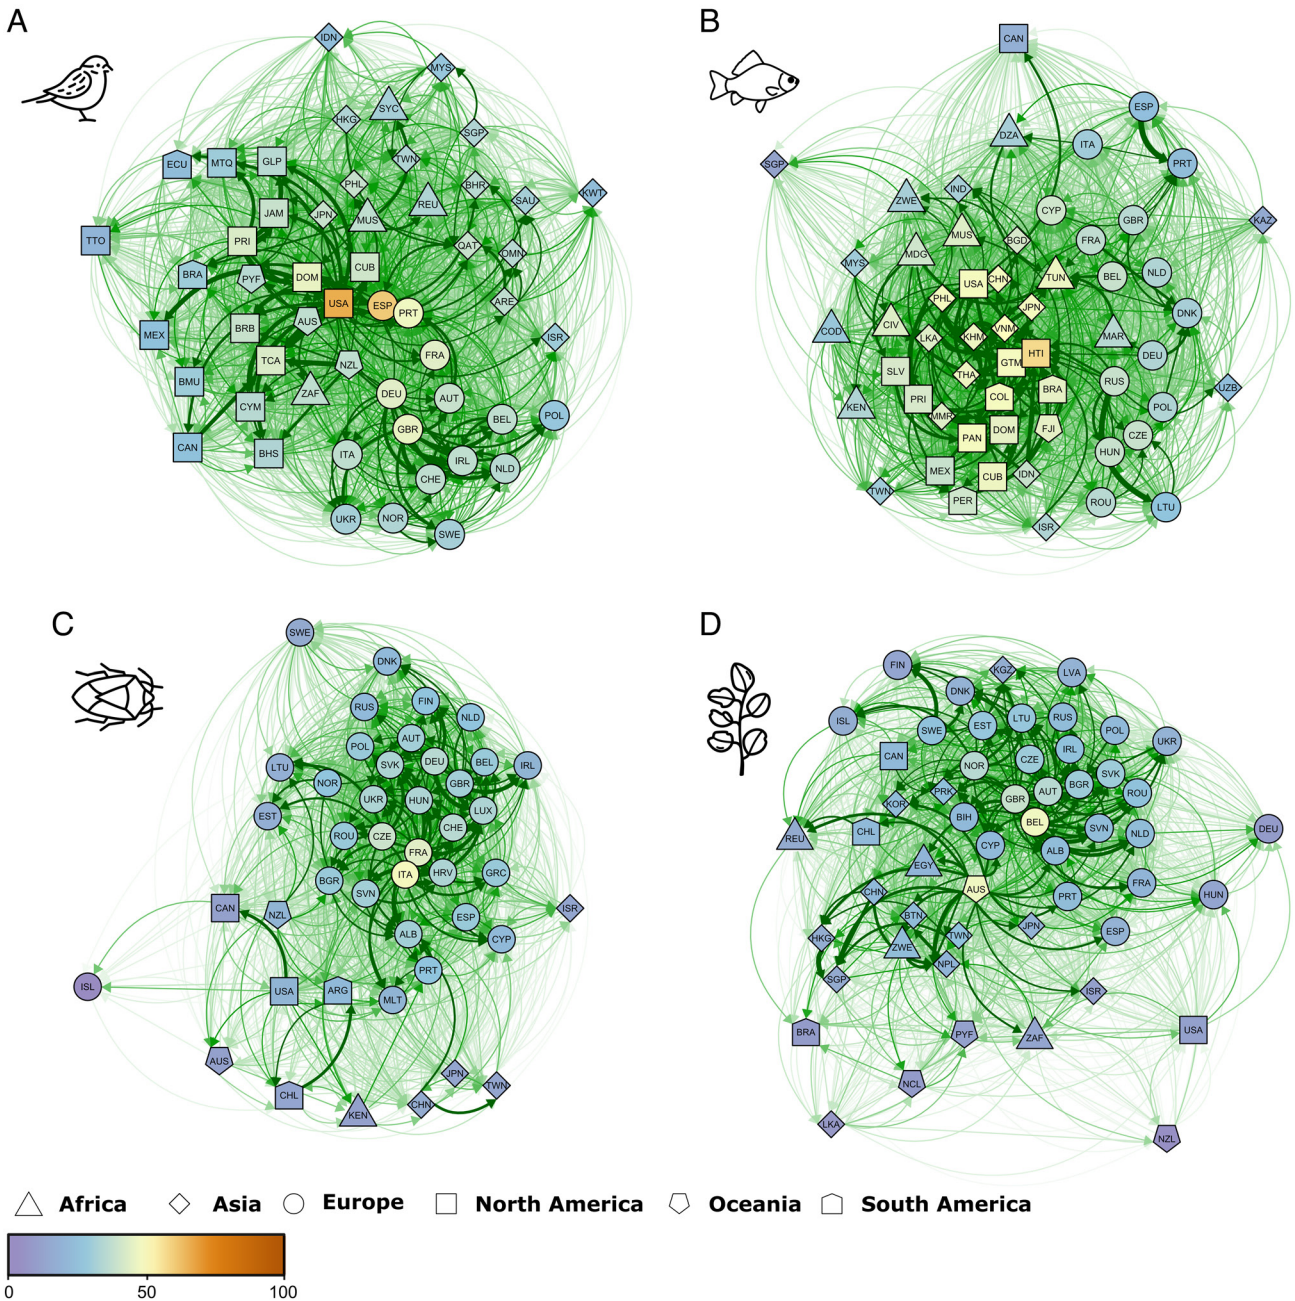 A
IDN
MYS
SYC
HKG
SGP
TWN
ECU
MTQ
GLP
PHL
BHR
SAU
KWT
REU
JAM
JPN
MUS
TTO
PRI
QAT
OMN
BRA
PYF
DOM
CUB
USA
ESP
PRT
ARE
MEX
BRB
AUS
ISR
FRA
TCA
NZL
BMU
ZAF
DEU
AUT
CYM
GBR
BEL
POL
CAN
BHS
ITA
IRL
NLD
CHE
UKR
NOR
SWE
B
CAN
ESP
DZA
ITA
PRT
SGP
IND
ZWE
CYP
GBR
KAZ
MUS
BGD
FRA
MDG
MYS
USA
CHN
TUN
BEL
NLD
PHL
JPN
DNK
COD
CIV
LKA
KHM
VNM
MAR
GTM
HTI
DEU
SLV
THA
RUS
UZB
KEN
PRI
COL
BRA
POL
MMR
PAN
DOM
FJI
CZE
HUN
MEX
CUB
IDN
TWN
PER
ROU
LTU
ISR
C
SWE
DNK
RUS
FIN
NLD
POL
AUT
LTU
SVK
DEU
BEL
IRL
NOR
GBR
EST
UKR
HUN
LUX
ROU
CZE
CHE
FRA
BGR
ITA
HRV
GRC
SVN
CAN
NZL
ESP
ISR
ALB
CYP
PRT
ISL
USA
ARG
MLT
AUS
JPN
CHL
TWN
KEN
CHN
D
FIN
KGZ
LVA
DNK
ISL
SWE
EST
LTU
RUS
POL
UKR
CAN
NOR
CZE
IRL
SVK
KOR
PRK
GBR
AUT
BGR
ROU
REU
CHL
BIH
BEL
SVN
NLD
DEU
CYP
ALB
EGY
CHN
AUS
PRT
FRA
HUN
HKG
BTN
ZWE
TWN
JPN
ESP
SGP
NPL
ISR
BRA
PYF
ZAF
USA
NCL
LKA
NZL
Africa
Asia
Europe
North America
Oceania
South America
0
50
100